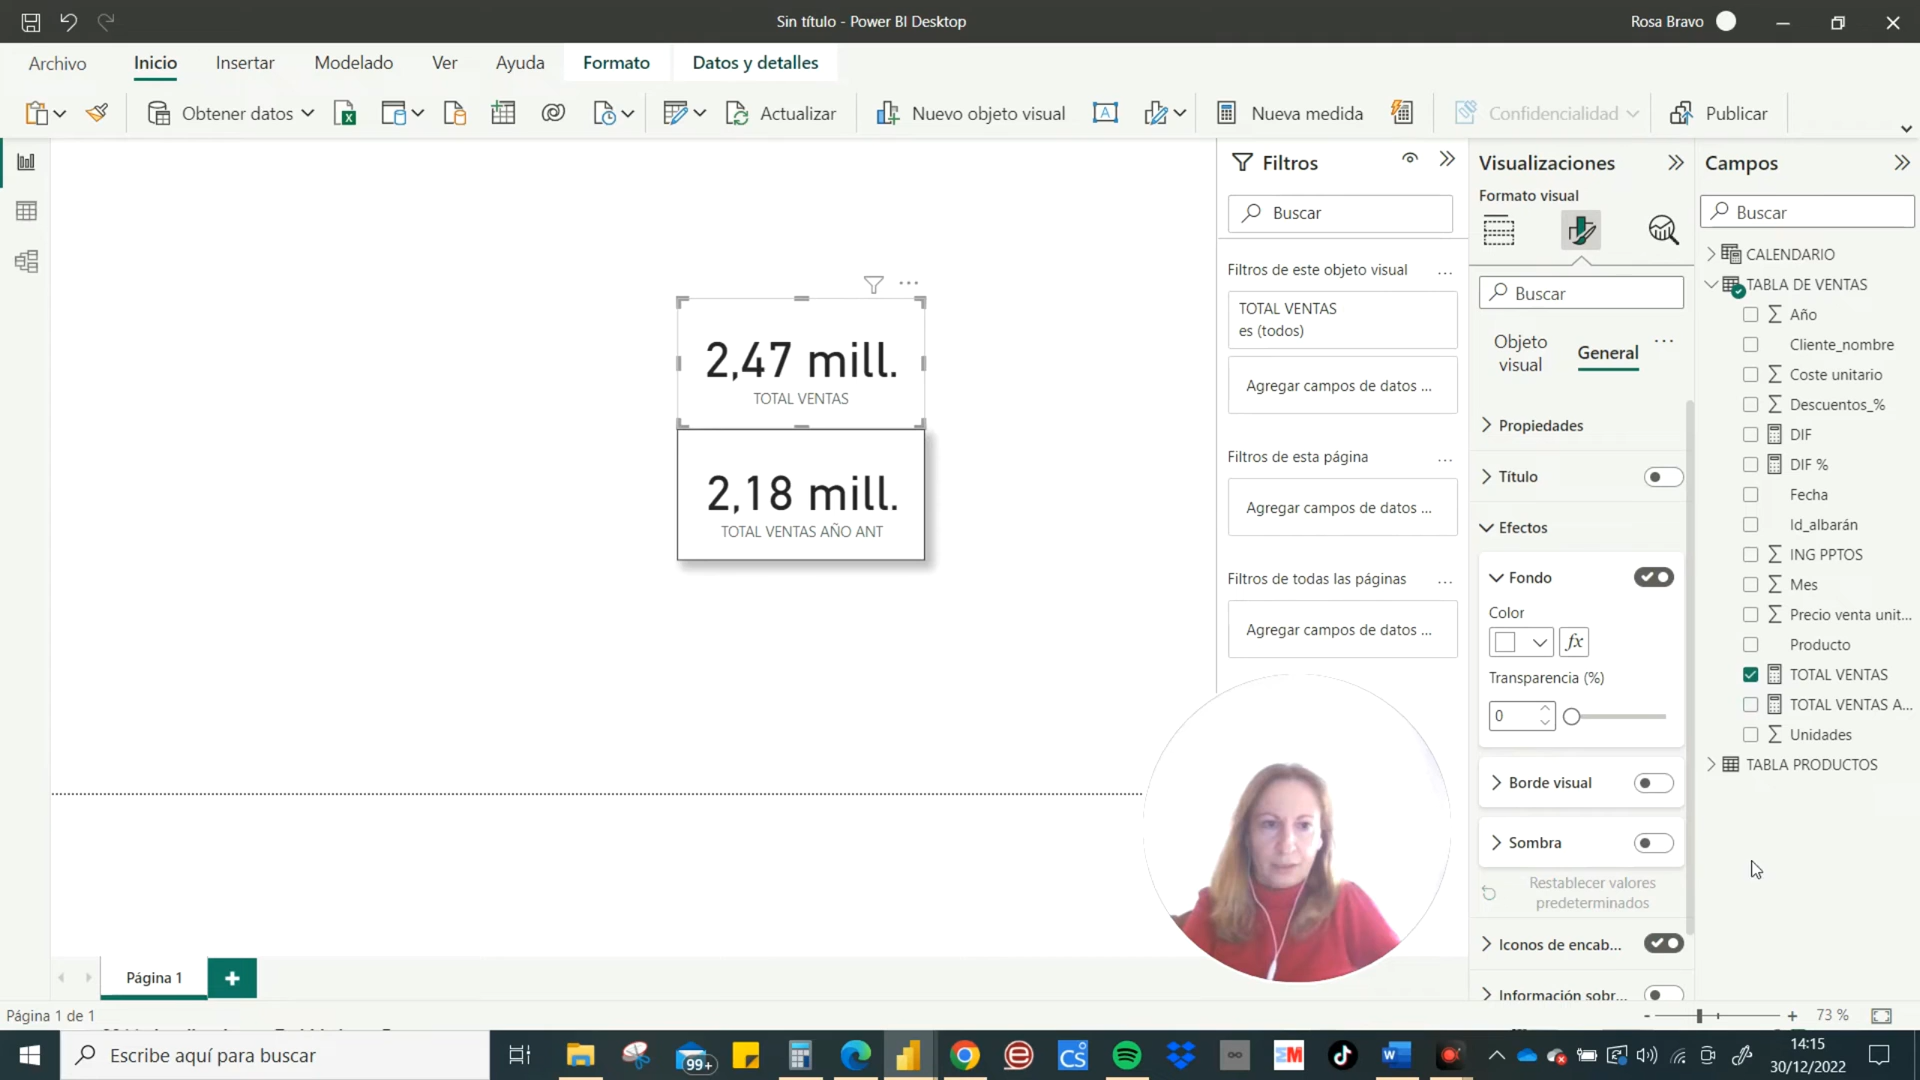 Sin título - Power BI Desktop
Rosa Bravo
Archivo
Inicio
Insertar
Modelado
Ver
Ayuda
Formato
Datos y detalles
Obtener datos
Actualizar
Nuevo objeto visual
Nueva medida
Confidencialidad
Publicar
2,47 mill.
TOTAL VENTAS
2,18 mill.
TOTAL VENTAS AÑO ANT
Filtros
Buscar
Filtros de este objeto visual ...
TOTAL VENTAS
es (todos)
Agregar campos de datos ...
Filtros de esta página ...
Agregar campos de datos ...
Filtros de todas las páginas ...
Agregar campos de datos ...
Visualizaciones
Formato visual
Buscar
Objeto
visual
General
...
Propiedades
Título
Efectos
Fondo
Color
fx
Transparencia (%)
0
Borde visual
Sombra
Restablecer valores
predeterminados
Iconos de encab...
Información sobr...
Campos
Buscar
CALENDARIO
TABLA DE VENTAS
Año
Cliente_nombre
Coste unitario
Descuentos_%
DIF
DIF %
Fecha
Id_albarán
ING PPTOS
Mes
Precio venta unit...
Producto
TOTAL VENTAS
TOTAL VENTAS A...
Unidades
TABLA PRODUCTOS
Página 1
Página 1 de 1
- + 73 %
Escribe aquí para buscar
99+
CS
M
W
14:15
30/12/2022